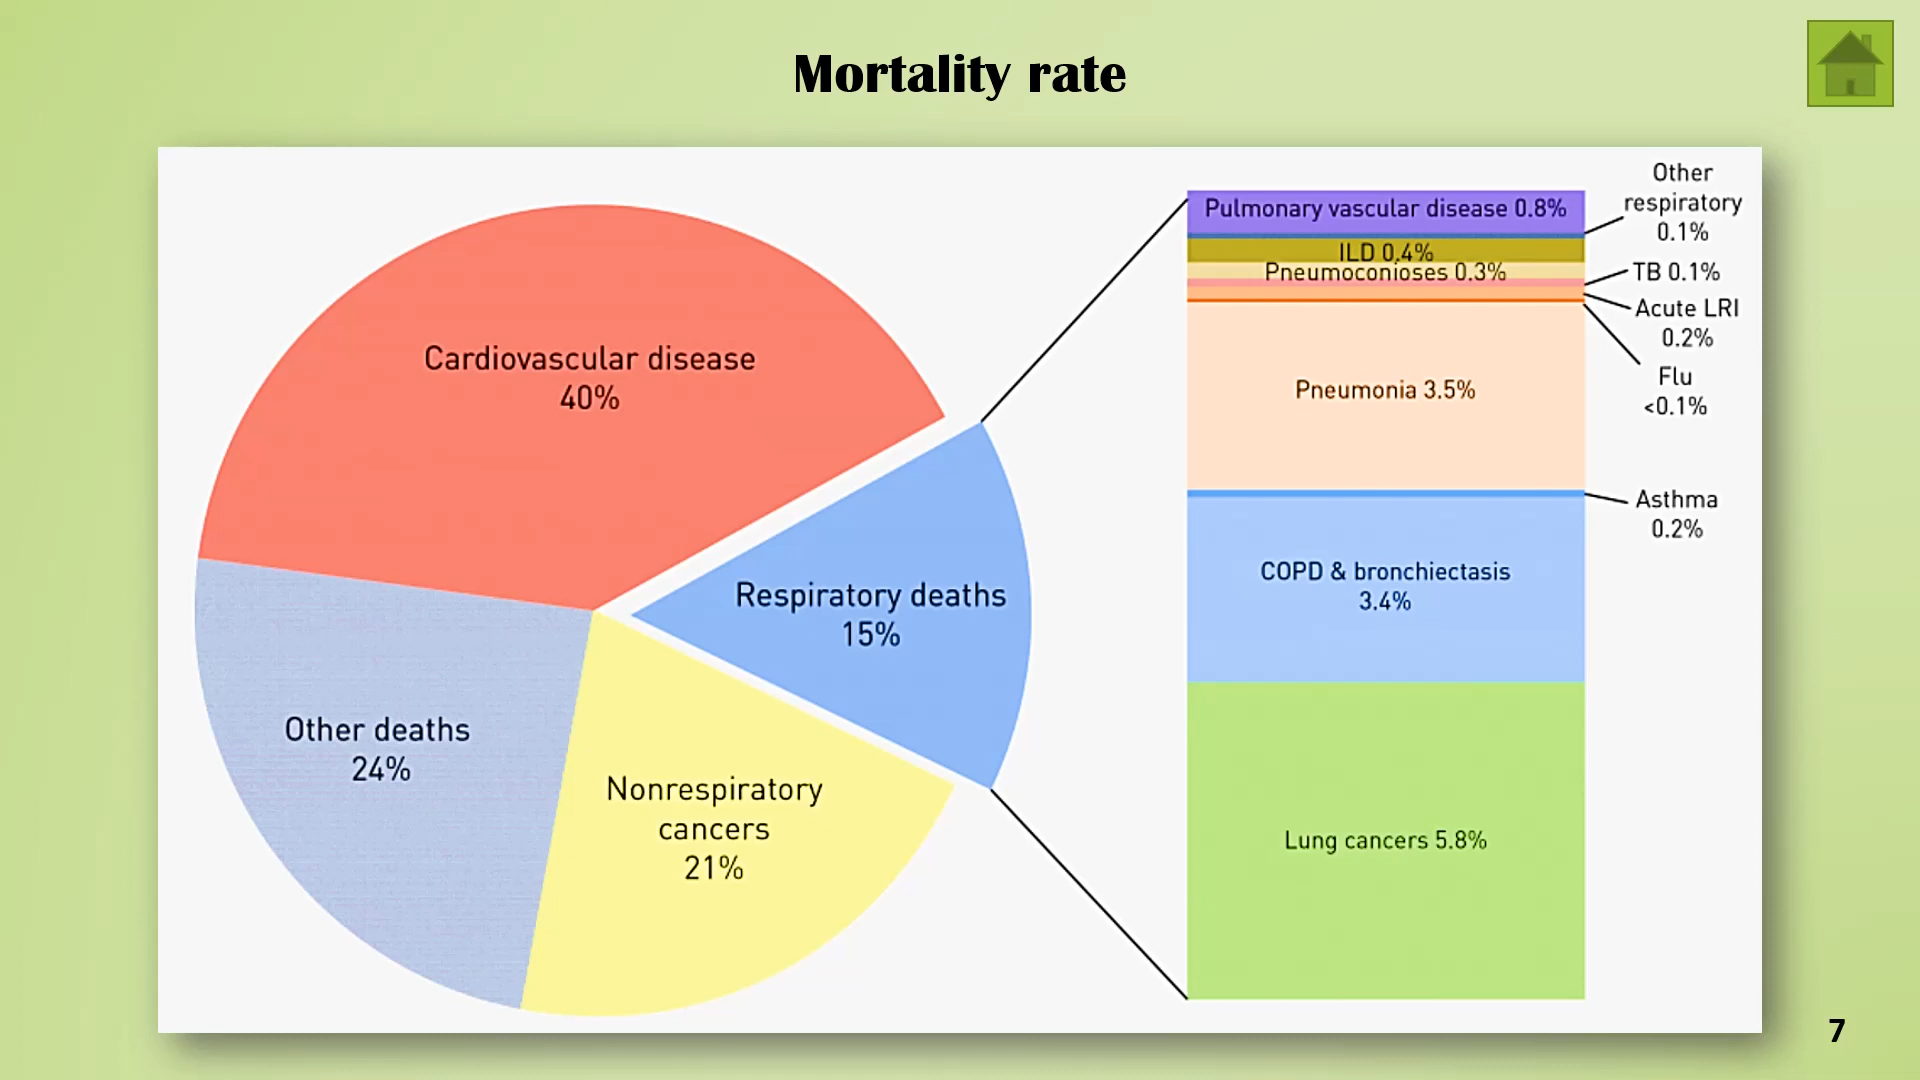 Mortality rate
Cardiovascular disease
40%
Respiratory deaths
15%
Other deaths
24%
Nonrespiratory
cancers
21%
Pulmonary vascular disease 0.8%
Other
respiratory
0.1%
ILD 0.4%
Pneumoconioses 0.3%
TB 0.1%
Acute LRI
0.2%
Flu
<0.1%
Pneumonia 3.5%
Asthma
0.2%
COPD & bronchiectasis
3.4%
Lung cancers 5.8%
7